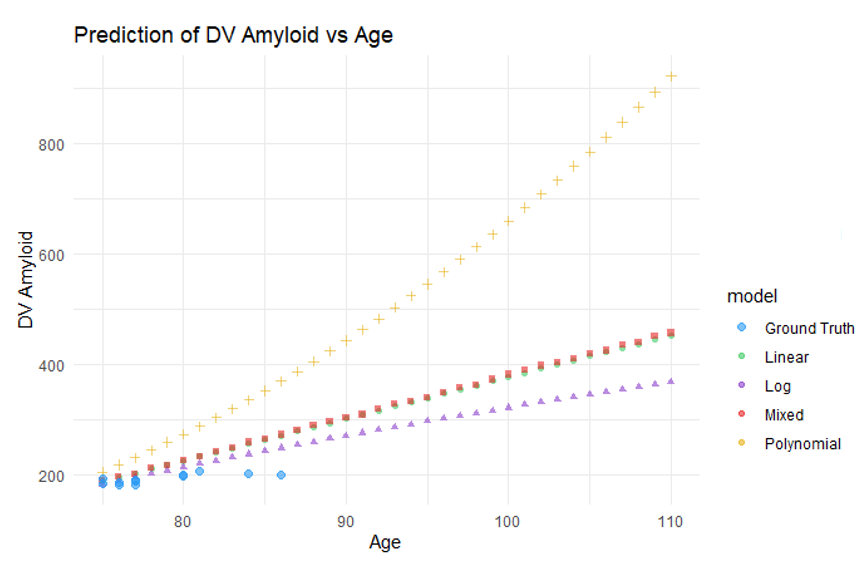 Prediction of DV Amyloid vs Age
DV Amyloid
800
600
400
200
80 90 100 110
Age
model
Ground Truth
Linear
Log
Mixed
Polynomial